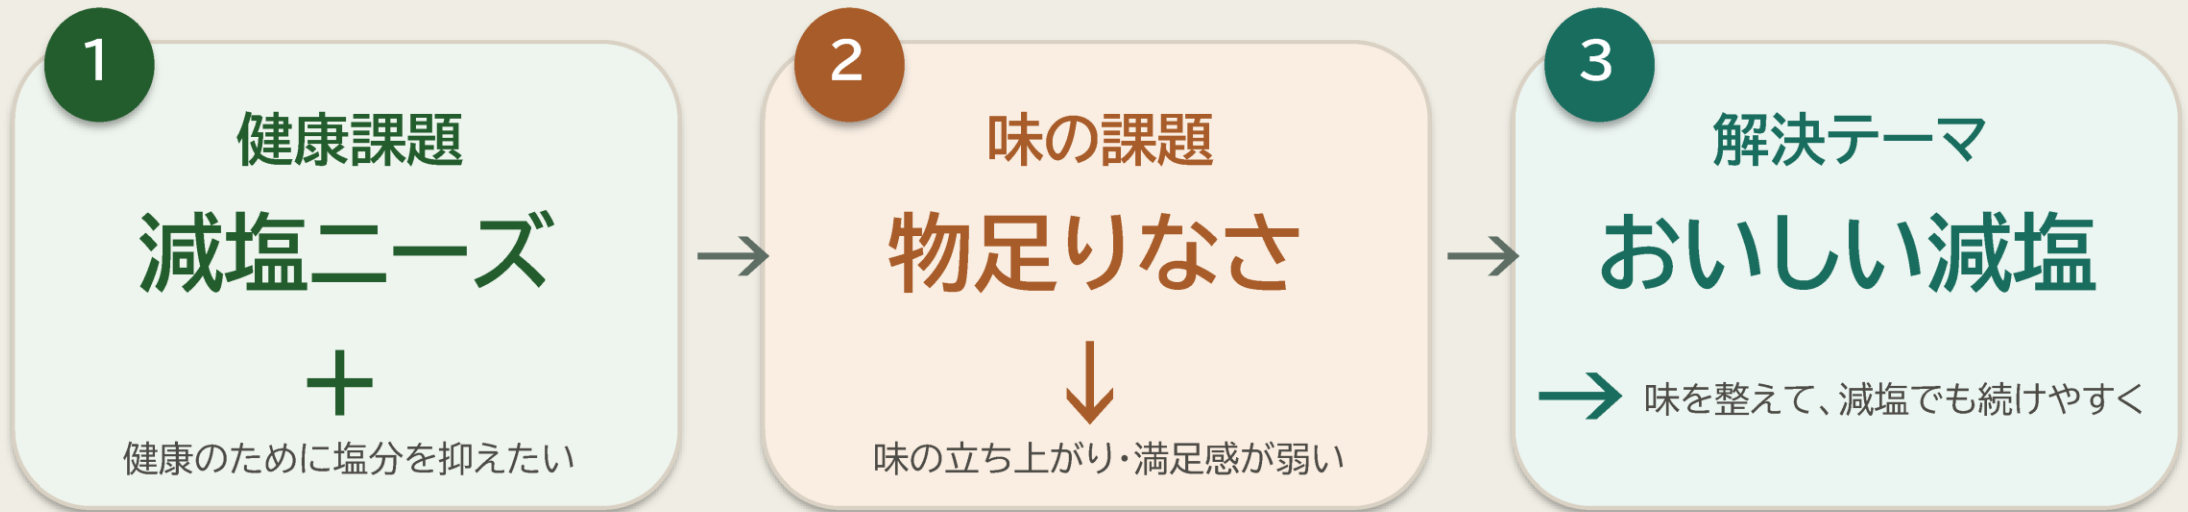 1
健康課題
減塩ニーズ
+
健康のために塩分を抑えたい
→
2
味の課題
物足りなさ
↓
味の立ち上がり・満足感が弱い
→
3
解決テーマ
おいしい減塩
→ 味を整えて、減塩でも続けやすく